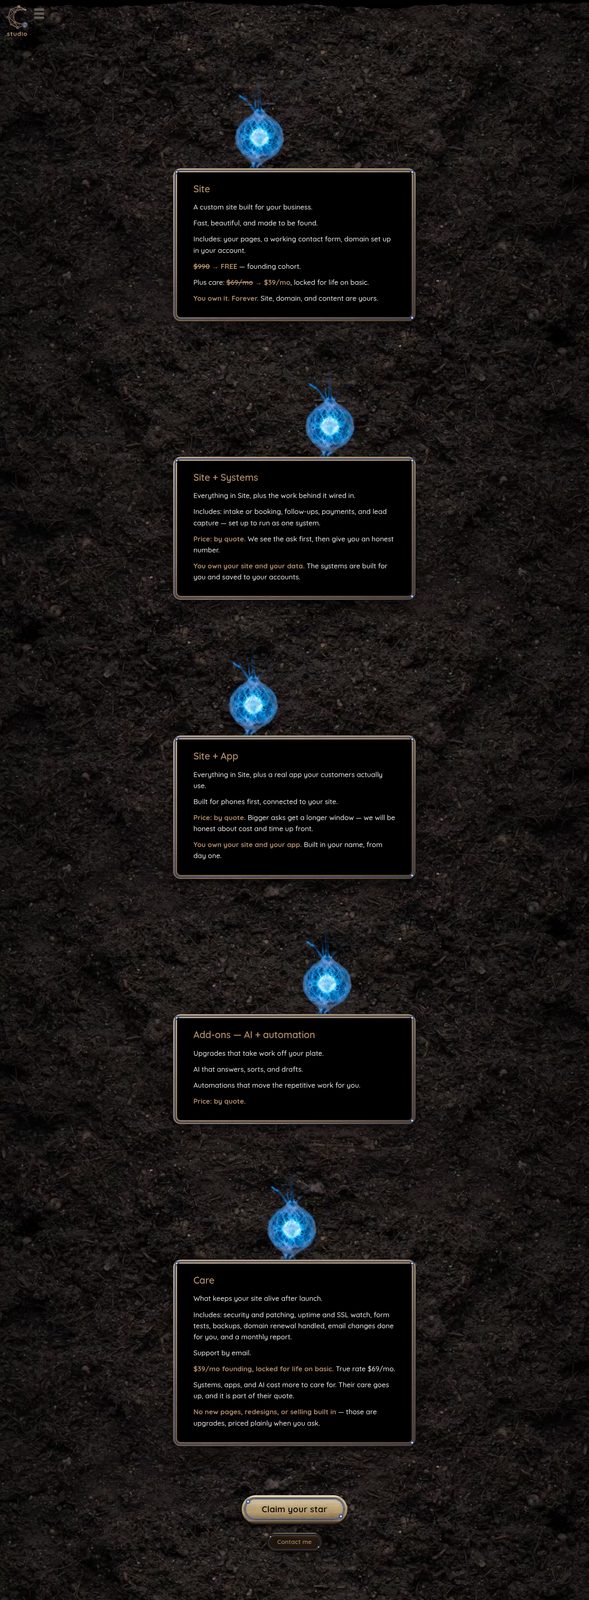 studio
Site
A custom site built for your business.
Fast, beautiful, and made to be found.
Includes: your pages, a working contact form, domain set up
in your account.
$990 → FREE — founding cohort.
Plus care: $69/mo → $39/mo, locked for life on basic.
You own it. Forever. Site, domain, and content are yours.
Site + Systems
Everything in Site, plus the work behind it wired in.
Includes: intake or booking, follow-ups, payments, and lead
capture — set up to run as one system.
Price: by quote. We see the ask first, then give you an honest
number.
You own your site and your data. The systems are built for
you and saved to your accounts.
Site + App
Everything in Site, plus a real app your customers actually
use.
Built for phones first, connected to your site.
Price: by quote. Bigger asks get a longer window — we will be
honest about cost and time up front.
You own your site and your app. Built in your name, from
day one.
Add-ons — AI + automation
Upgrades that take work off your plate.
AI that answers, sorts, and drafts.
Automations that move the repetitive work for you.
Price: by quote.
Care
What keeps your site alive after launch.
Includes: security and patching, uptime and SSL watch, form
tests, backups, domain renewal handled, email changes done
for you, and a monthly report.
Support by email.
$39/mo founding, locked for life on basic. True rate $69/mo.
Systems, apps, and AI cost more to care for. Their care goes
up, and it is part of their quote.
No new pages, redesigns, or selling built in — those are
upgrades, priced plainly when you ask.
Claim your star
Contact me